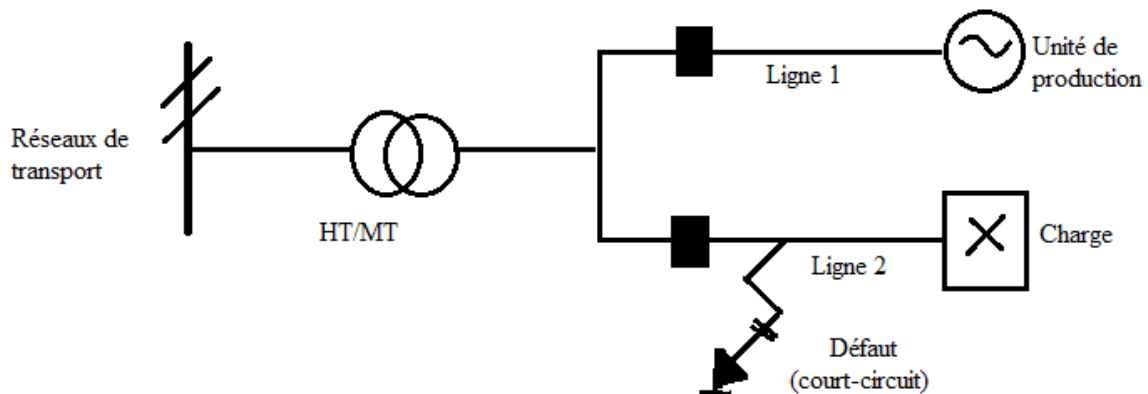 Réseaux de
transport
HT/MT
Ligne 1
Unité de
production
Ligne 2
Charge
Défaut
(court-circuit)